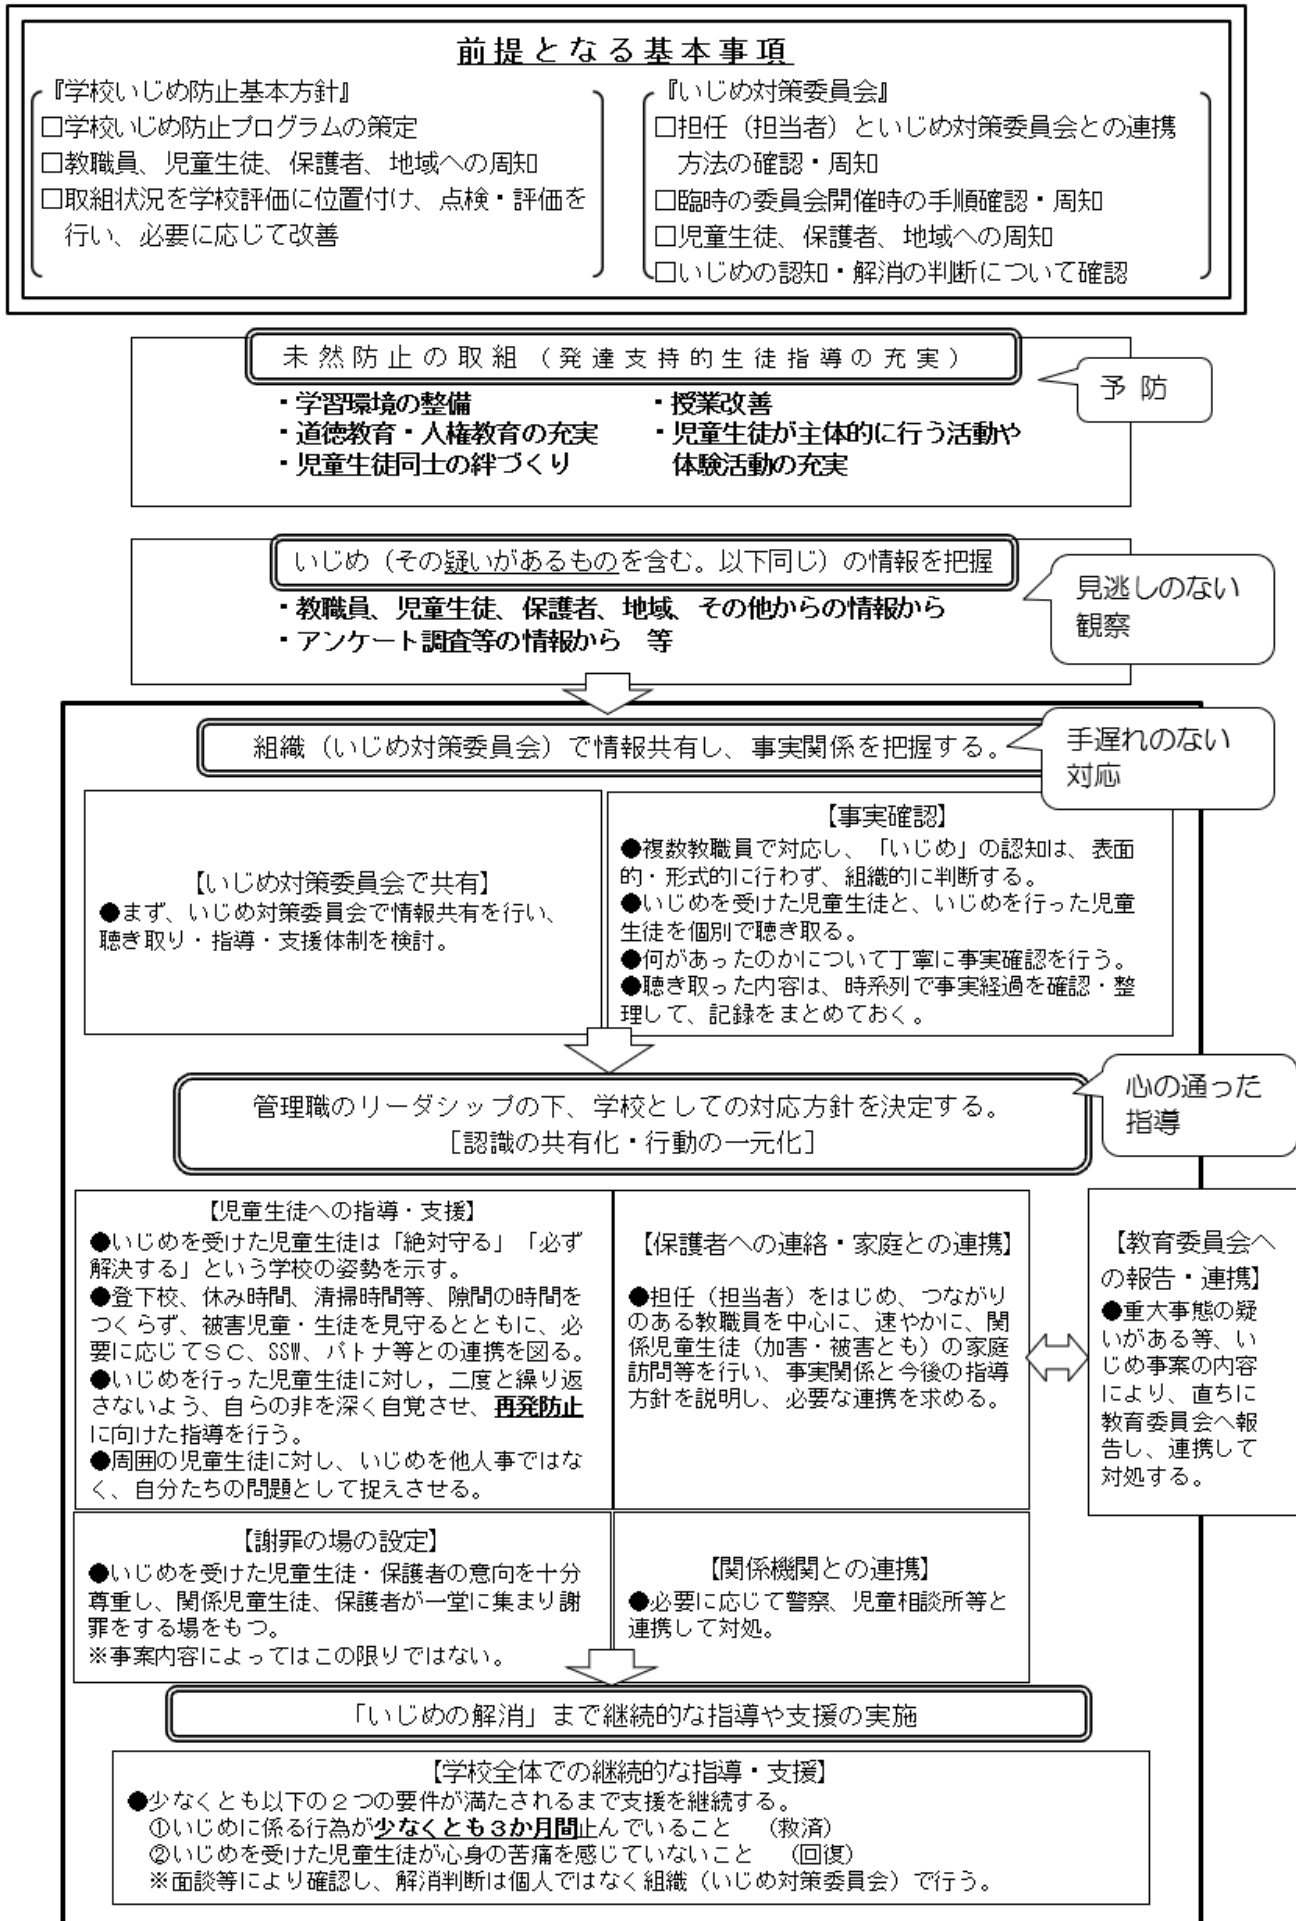 前提となる基本事項
『学校いじめ防止基本方針』
□学校いじめ防止プログラムの策定
□教職員、児童生徒、保護者、地域への周知
□取組状況を学校評価に位置付け、点検・評価を
行い、必要に応じて改善
『いじめ対策委員会』
□担任（担当者）といじめ対策委員会との連携
方法の確認・周知
□臨時の委員会開催時の手順確認・周知
□児童生徒、保護者、地域への周知
□いじめの認知・解消の判断について確認
未然防止の取組（発達支持的生徒指導の充実）
予防
・学習環境の整備
・道徳教育・人権教育の充実
・児童生徒同士の絆づくり
・授業改善
・児童生徒が主体的に行う活動や
体験活動の充実
いじめ（その疑いがあるものを含む。以下同じ）の情報を把握
見逃しのない
観察
・教職員、児童生徒、保護者、地域、その他からの情報から
・アンケート調査等の情報から　等
組織（いじめ対策委員会）で情報共有し、事実関係を把握する。
手遅れのない
対応
【いじめ対策委員会で共有】
●まず、いじめ対策委員会で情報共有を行い、
聴き取り・指導・支援体制を検討。
【事実確認】
●複数教職員で対応し、「いじめ」の認知は、表面
的・形式的に行わず、組織的に判断する。
●いじめを受けた児童生徒と、いじめを行った児童
生徒を個別で聴き取る。
●何があったのかについて丁寧に事実確認を行う。
●聴き取った内容は、時系列で事実経過を確認・整
理して、記録をまとめておく。
管理職のリーダシップの下、学校としての対応方針を決定する。
［認識の共有化・行動の一元化］
心の通った
指導
【児童生徒への指導・支援】
●いじめを受けた児童生徒は「絶対守る」「必ず
解決する」という学校の姿勢を示す。
●登下校、休み時間、清掃時間等、隙間の時間を
つくらず、被害児童・生徒を見守るとともに、必
要に応じてＳＣ、SSW、パトナ等との連携を図る。
●いじめを行った児童生徒に対し，二度と繰り返
さないよう、自らの非を深く自覚させ、再発防止
に向けた指導を行う。
●周囲の児童生徒に対し、いじめを他人事ではな
く、自分たちの問題として捉えさせる。
【保護者への連絡・家庭との連携】
●担任（担当者）をはじめ、つながり
のある教職員を中心に、速やかに、関
係児童生徒（加害・被害とも）の家庭
訪問等を行い、事実関係と今後の指導
方針を説明し、必要な連携を求める。
【教育委員会へ
の報告・連携】
●重大事態の疑
いがある等、い
じめ事案の内容
により、直ちに
教育委員会へ報
告し、連携して
対処する。
【謝罪の場の設定】
●いじめを受けた児童生徒・保護者の意向を十分
尊重し、関係児童生徒、保護者が一堂に集まり謝
罪をする場をもつ。
※事案内容によってはこの限りではない。
【関係機関との連携】
●必要に応じて警察、児童相談所等と
連携して対処。
「いじめの解消」まで継続的な指導や支援の実施
【学校全体での継続的な指導・支援】
●少なくとも以下の２つの要件が満たされるまで支援を継続する。
①いじめに係る行為が少なくとも３か月間止んでいること　（救済）
②いじめを受けた児童生徒が心身の苦痛を感じていないこと　（回復）
※面談等により確認し、解消判断は個人ではなく組織（いじめ対策委員会）で行う。